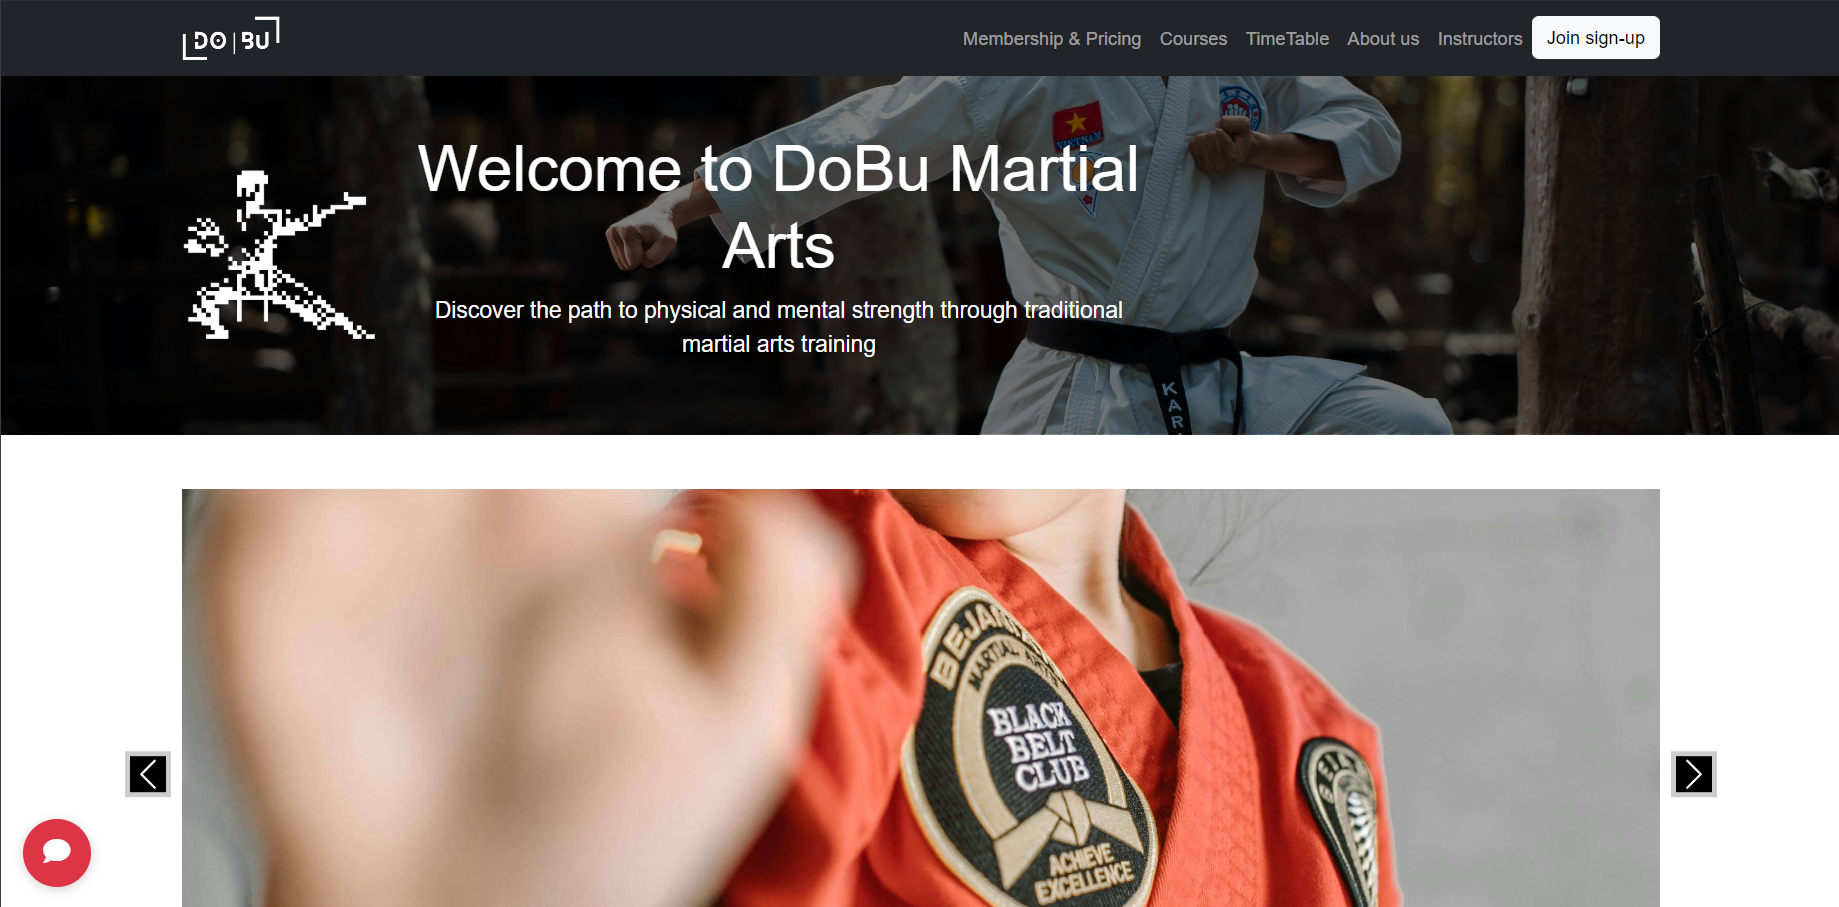 DO | BU
Membership & Pricing
Courses
TimeTable
About us
Instructors
Join sign-up
VIETNAM
Welcome to DoBu Martial
Arts
Discover the path to physical and mental strength through traditional
martial arts training
MARTIAL ARTS
BLACK
BELT
CLUB
ACHIEVE
EXCELLENCE